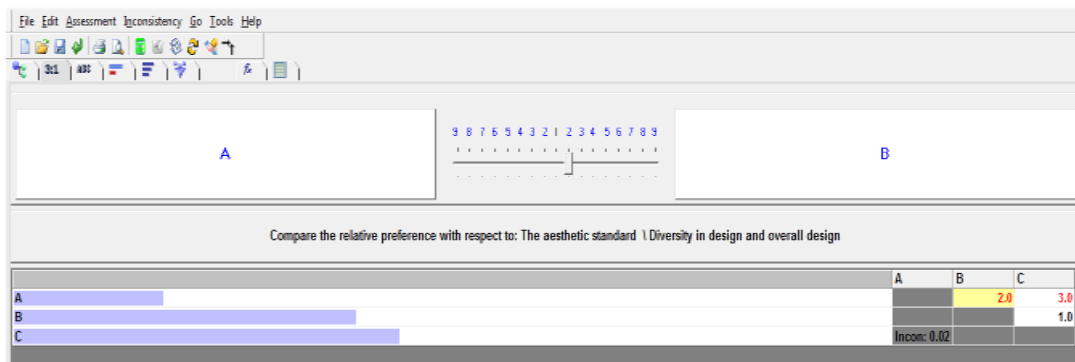 File Edit Assessment Inconsistency Go Tools Help
3:1 ABC fx
A 9 8 7 6 5 4 3 2 1 2 3 4 5 6 7 8 9 B
Compare the relative preference with respect to: The aesthetic standard \ Diversity in design and overall design
A B C
A 2.0 3.0
B 1.0
C Incon: 0.02